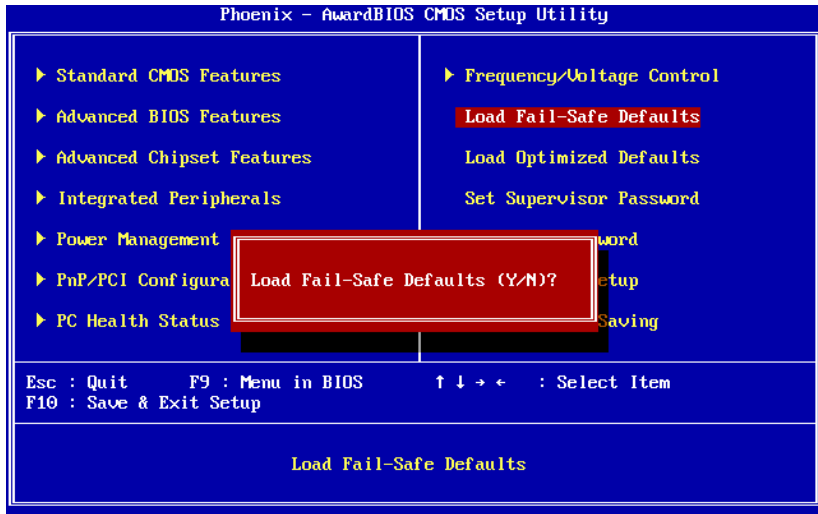 Phoenix - AwardBIOS CMOS Setup Utility
Standard CMOS Features
Advanced BIOS Features
Advanced Chipset Features
Integrated Peripherals
Power Management
PnP/PCI Configura
PC Health Status
Frequency/Voltage Control
Load Fail-Safe Defaults
Load Optimized Defaults
Set Supervisor Password
word
etup
Saving
Load Fail-Safe Defaults (Y/N)?
Esc : Quit F9 : Menu in BIOS ↑ ↓ → ← : Select Item
F10 : Save & Exit Setup
Load Fail-Safe Defaults